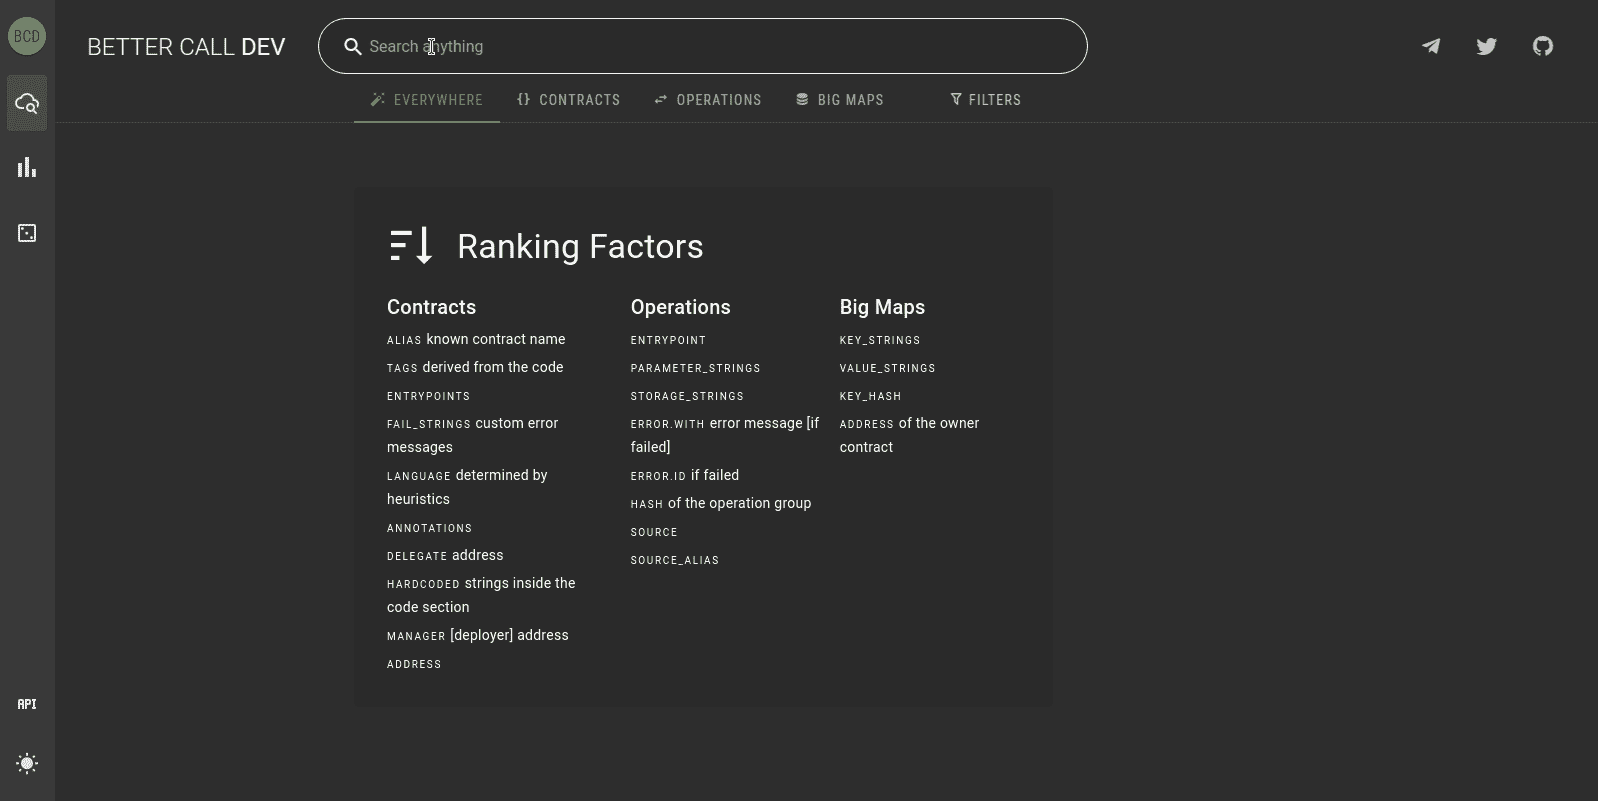 BCD
BETTER CALL DEV
Search anything
EVERYWHERE
{} CONTRACTS
OPERATIONS
BIG MAPS
FILTERS
Ranking Factors
Contracts
ALIAS known contract name
TAGS derived from the code
ENTRYPOINTS
FAIL_STRINGS custom error
messages
LANGUAGE determined by
heuristics
ANNOTATIONS
DELEGATE address
HARDCODED strings inside the
code section
MANAGER [deployer] address
ADDRESS
Operations
ENTRYPOINT
PARAMETER_STRINGS
STORAGE_STRINGS
ERROR.WITH error message [if
failed]
ERROR.ID if failed
HASH of the operation group
SOURCE
SOURCE_ALIAS
Big Maps
KEY_STRINGS
VALUE_STRINGS
KEY_HASH
ADDRESS of the owner
contract
API